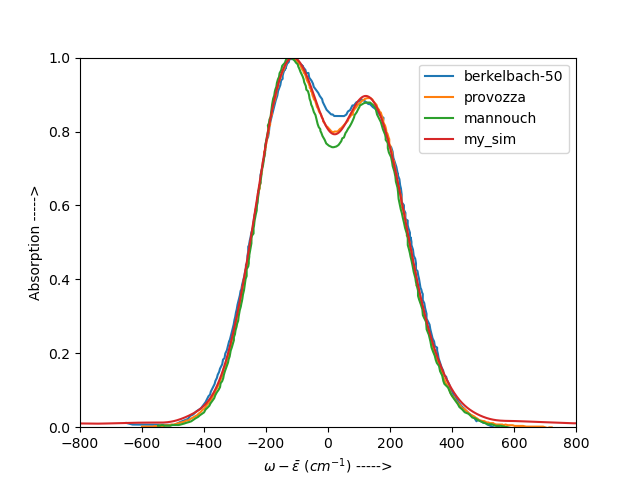 1.0
0.8
0.6
0.4
0.2
0.0
Absorption ----->
berkelbach-50
provozza
mannouch
my_sim
−800 −600 −400 −200 0 200 400 600 800
ω − ε̄ (cm⁻¹) ----->